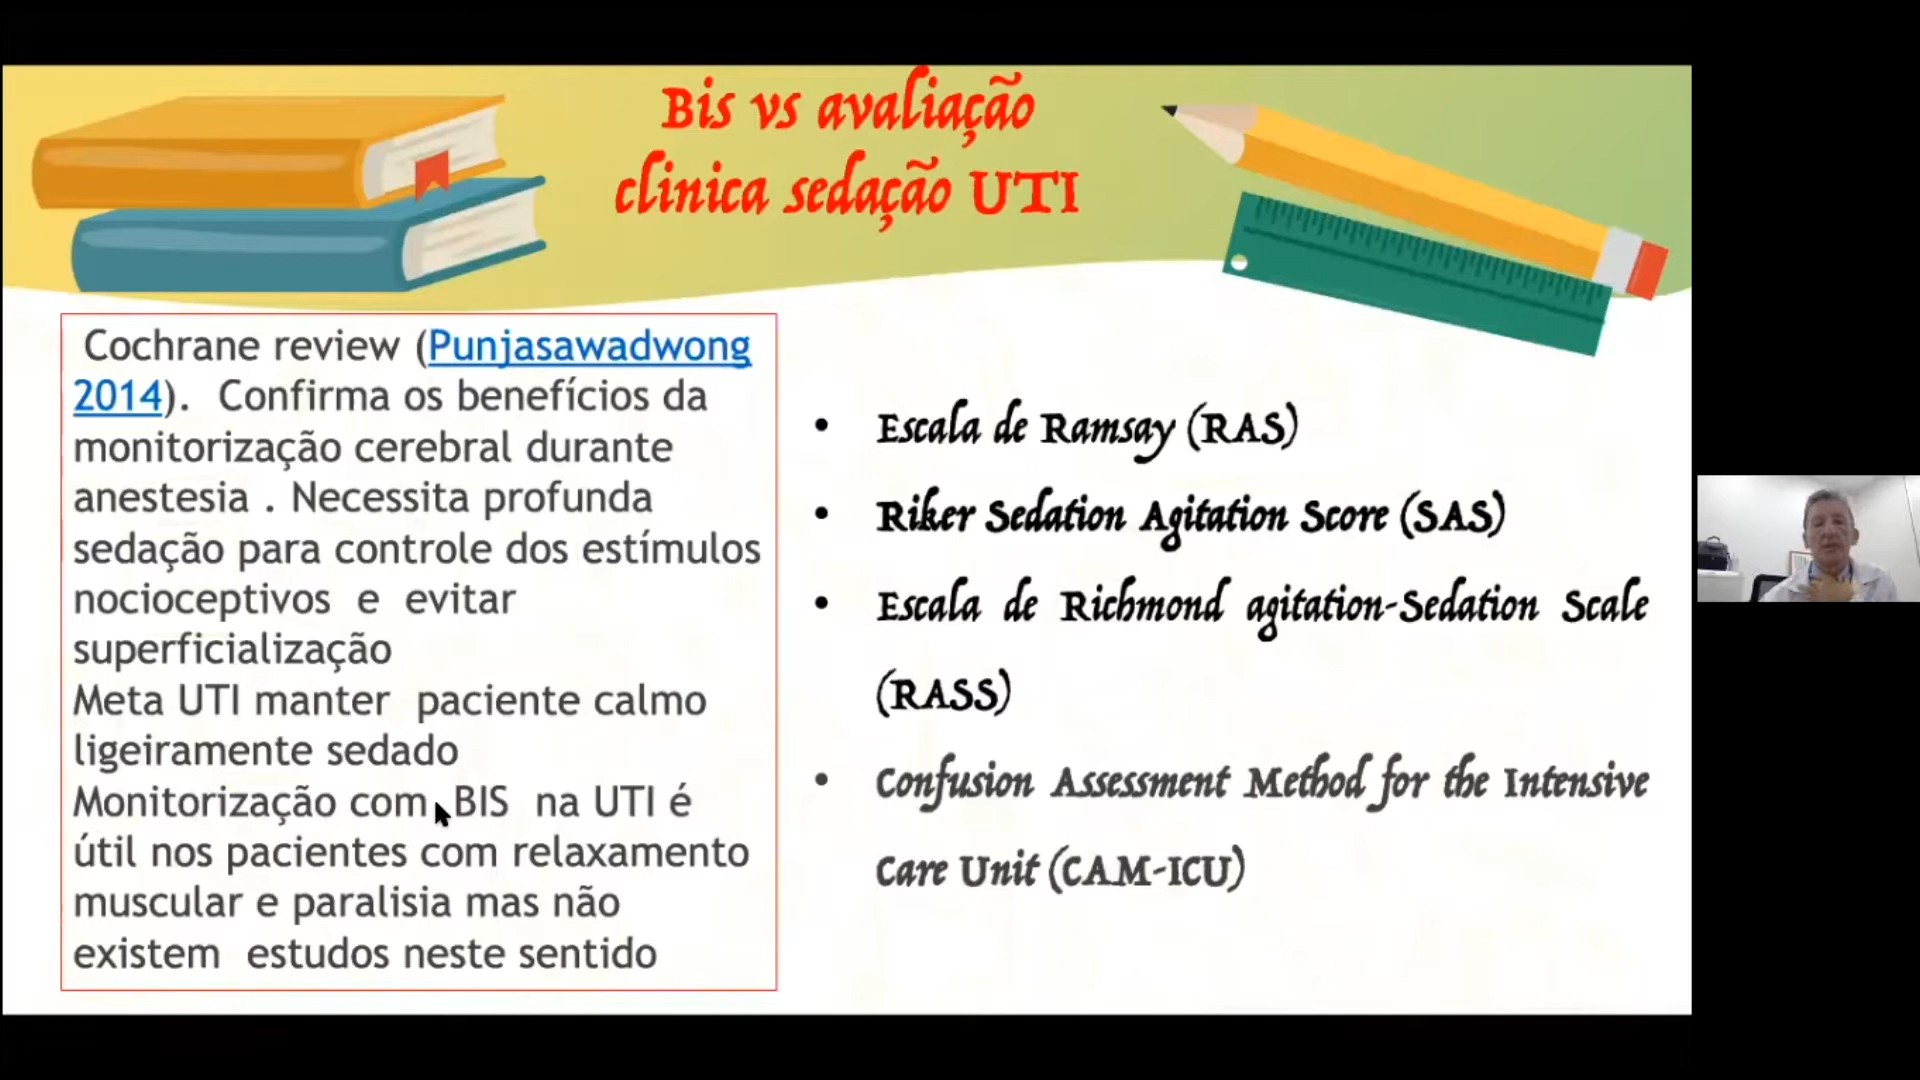 Bis vs avaliação
clinica sedação UTI
Cochrane review (Punjasawadwong
2014). Confirma os benefícios da
monitorização cerebral durante
anestesia . Necessita profunda
sedação para controle dos estímulos
nocioceptivos e evitar
superficialização
Meta UTI manter paciente calmo
ligeiramente sedado
Monitorização com BIS na UTI é
útil nos pacientes com relaxamento
muscular e paralisia mas não
existem estudos neste sentido
• Escala de Ramsay (RAS)
• Riker Sedation Agitation Score (SAS)
• Escala de Richmond agitation-Sedation Scale
(RASS)
• Confusion Assessment Method for the Intensive
Care Unit (CAM-ICU)